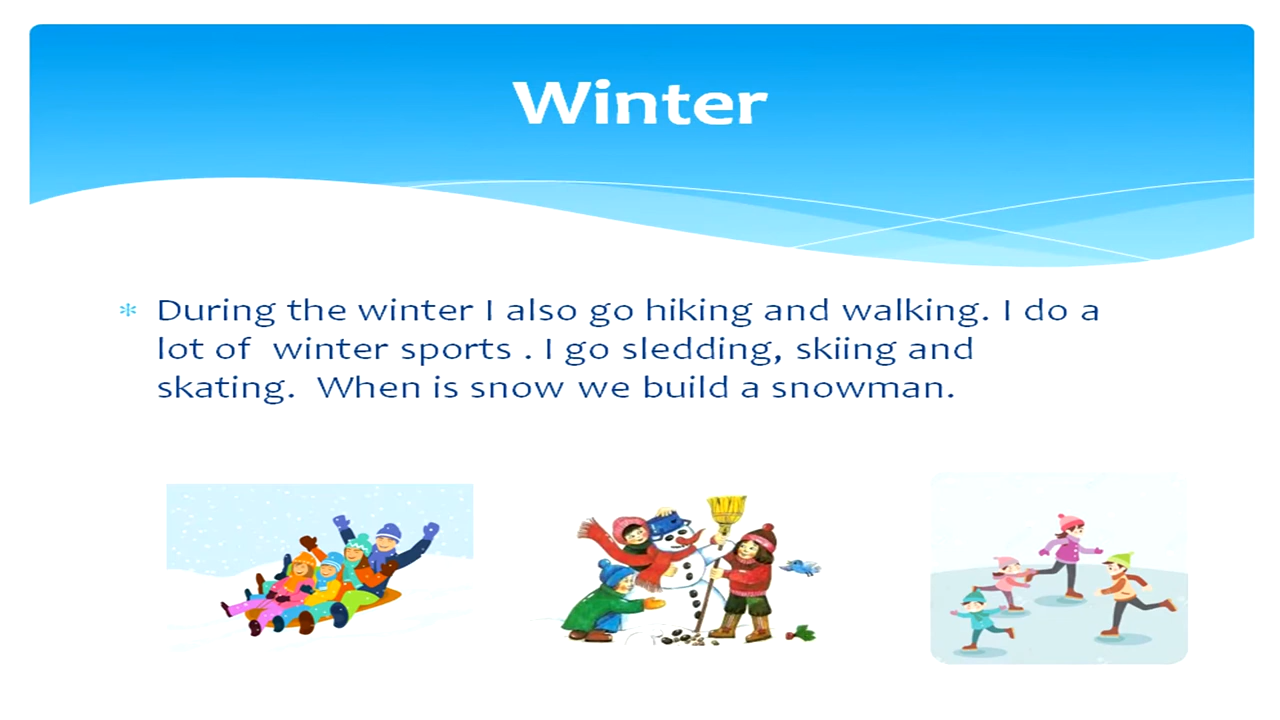 Winter
* During the winter I also go hiking and walking. I do a
lot of winter sports . I go sledding, skiing and
skating. When is snow we build a snowman.